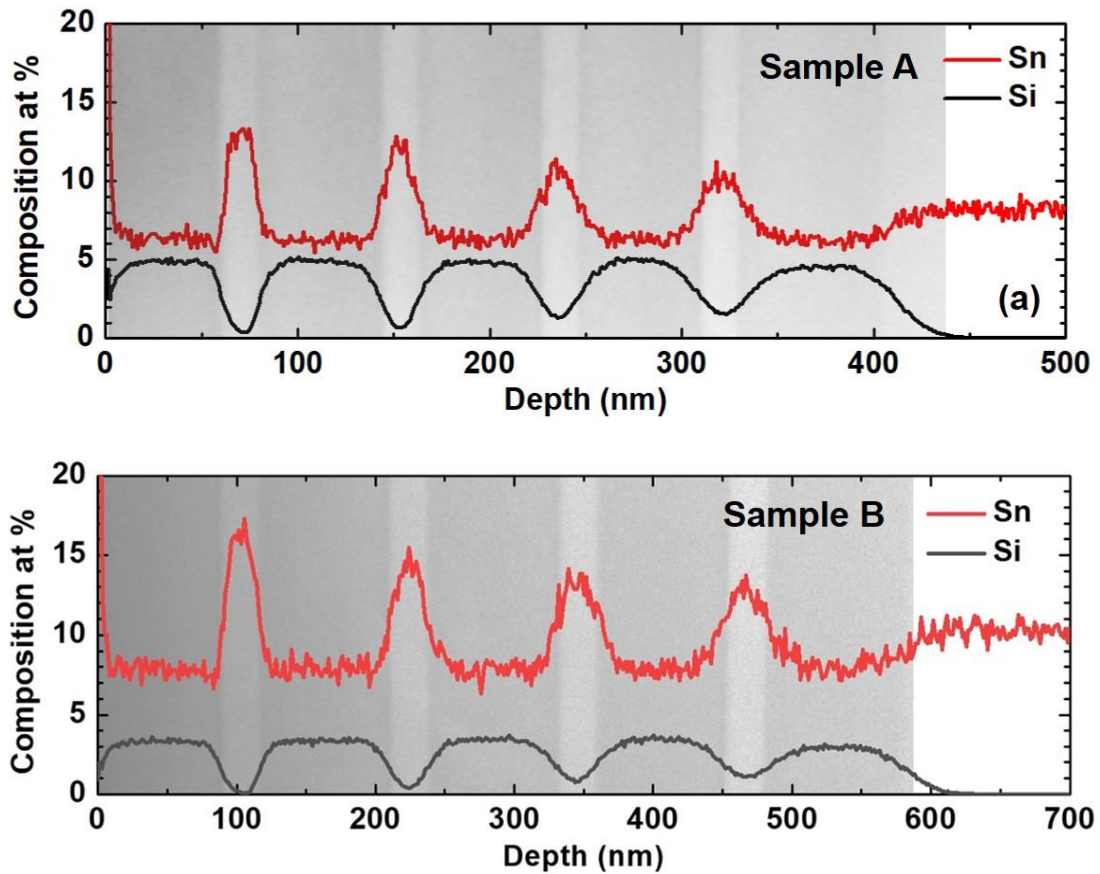 20
Sample A
Sn
Si
15
10
5
(a)
0
0 100 200 300 400 500
Composition at %
Depth (nm)
20
Sample B
Sn
Si
15
10
5
0
0 100 200 300 400 500 600 700
Composition at %
Depth (nm)